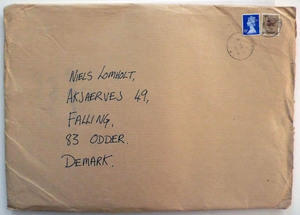 NIELS LOMHOLT,
AKJAERVEJ 49,
FALLING,
83 ODDER.
DEMARK.